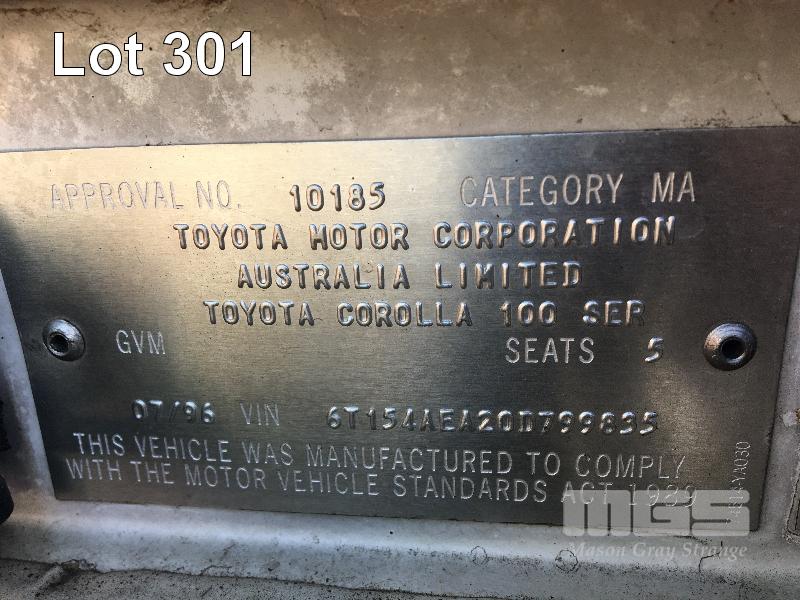 Lot 301
APPROVAL NO. 10185 CATEGORY MA
TOYOTA MOTOR CORPORATION
AUSTRALIA LIMITED
TOYOTA COROLLA 100 SER
GVM SEATS 5
07/96 VIN 6T154AEA20D799835
THIS VEHICLE WAS MANUFACTURED TO COMPLY
WITH THE MOTOR VEHICLE STANDARDS ACT 1989
MGS
Mason Gray Strange